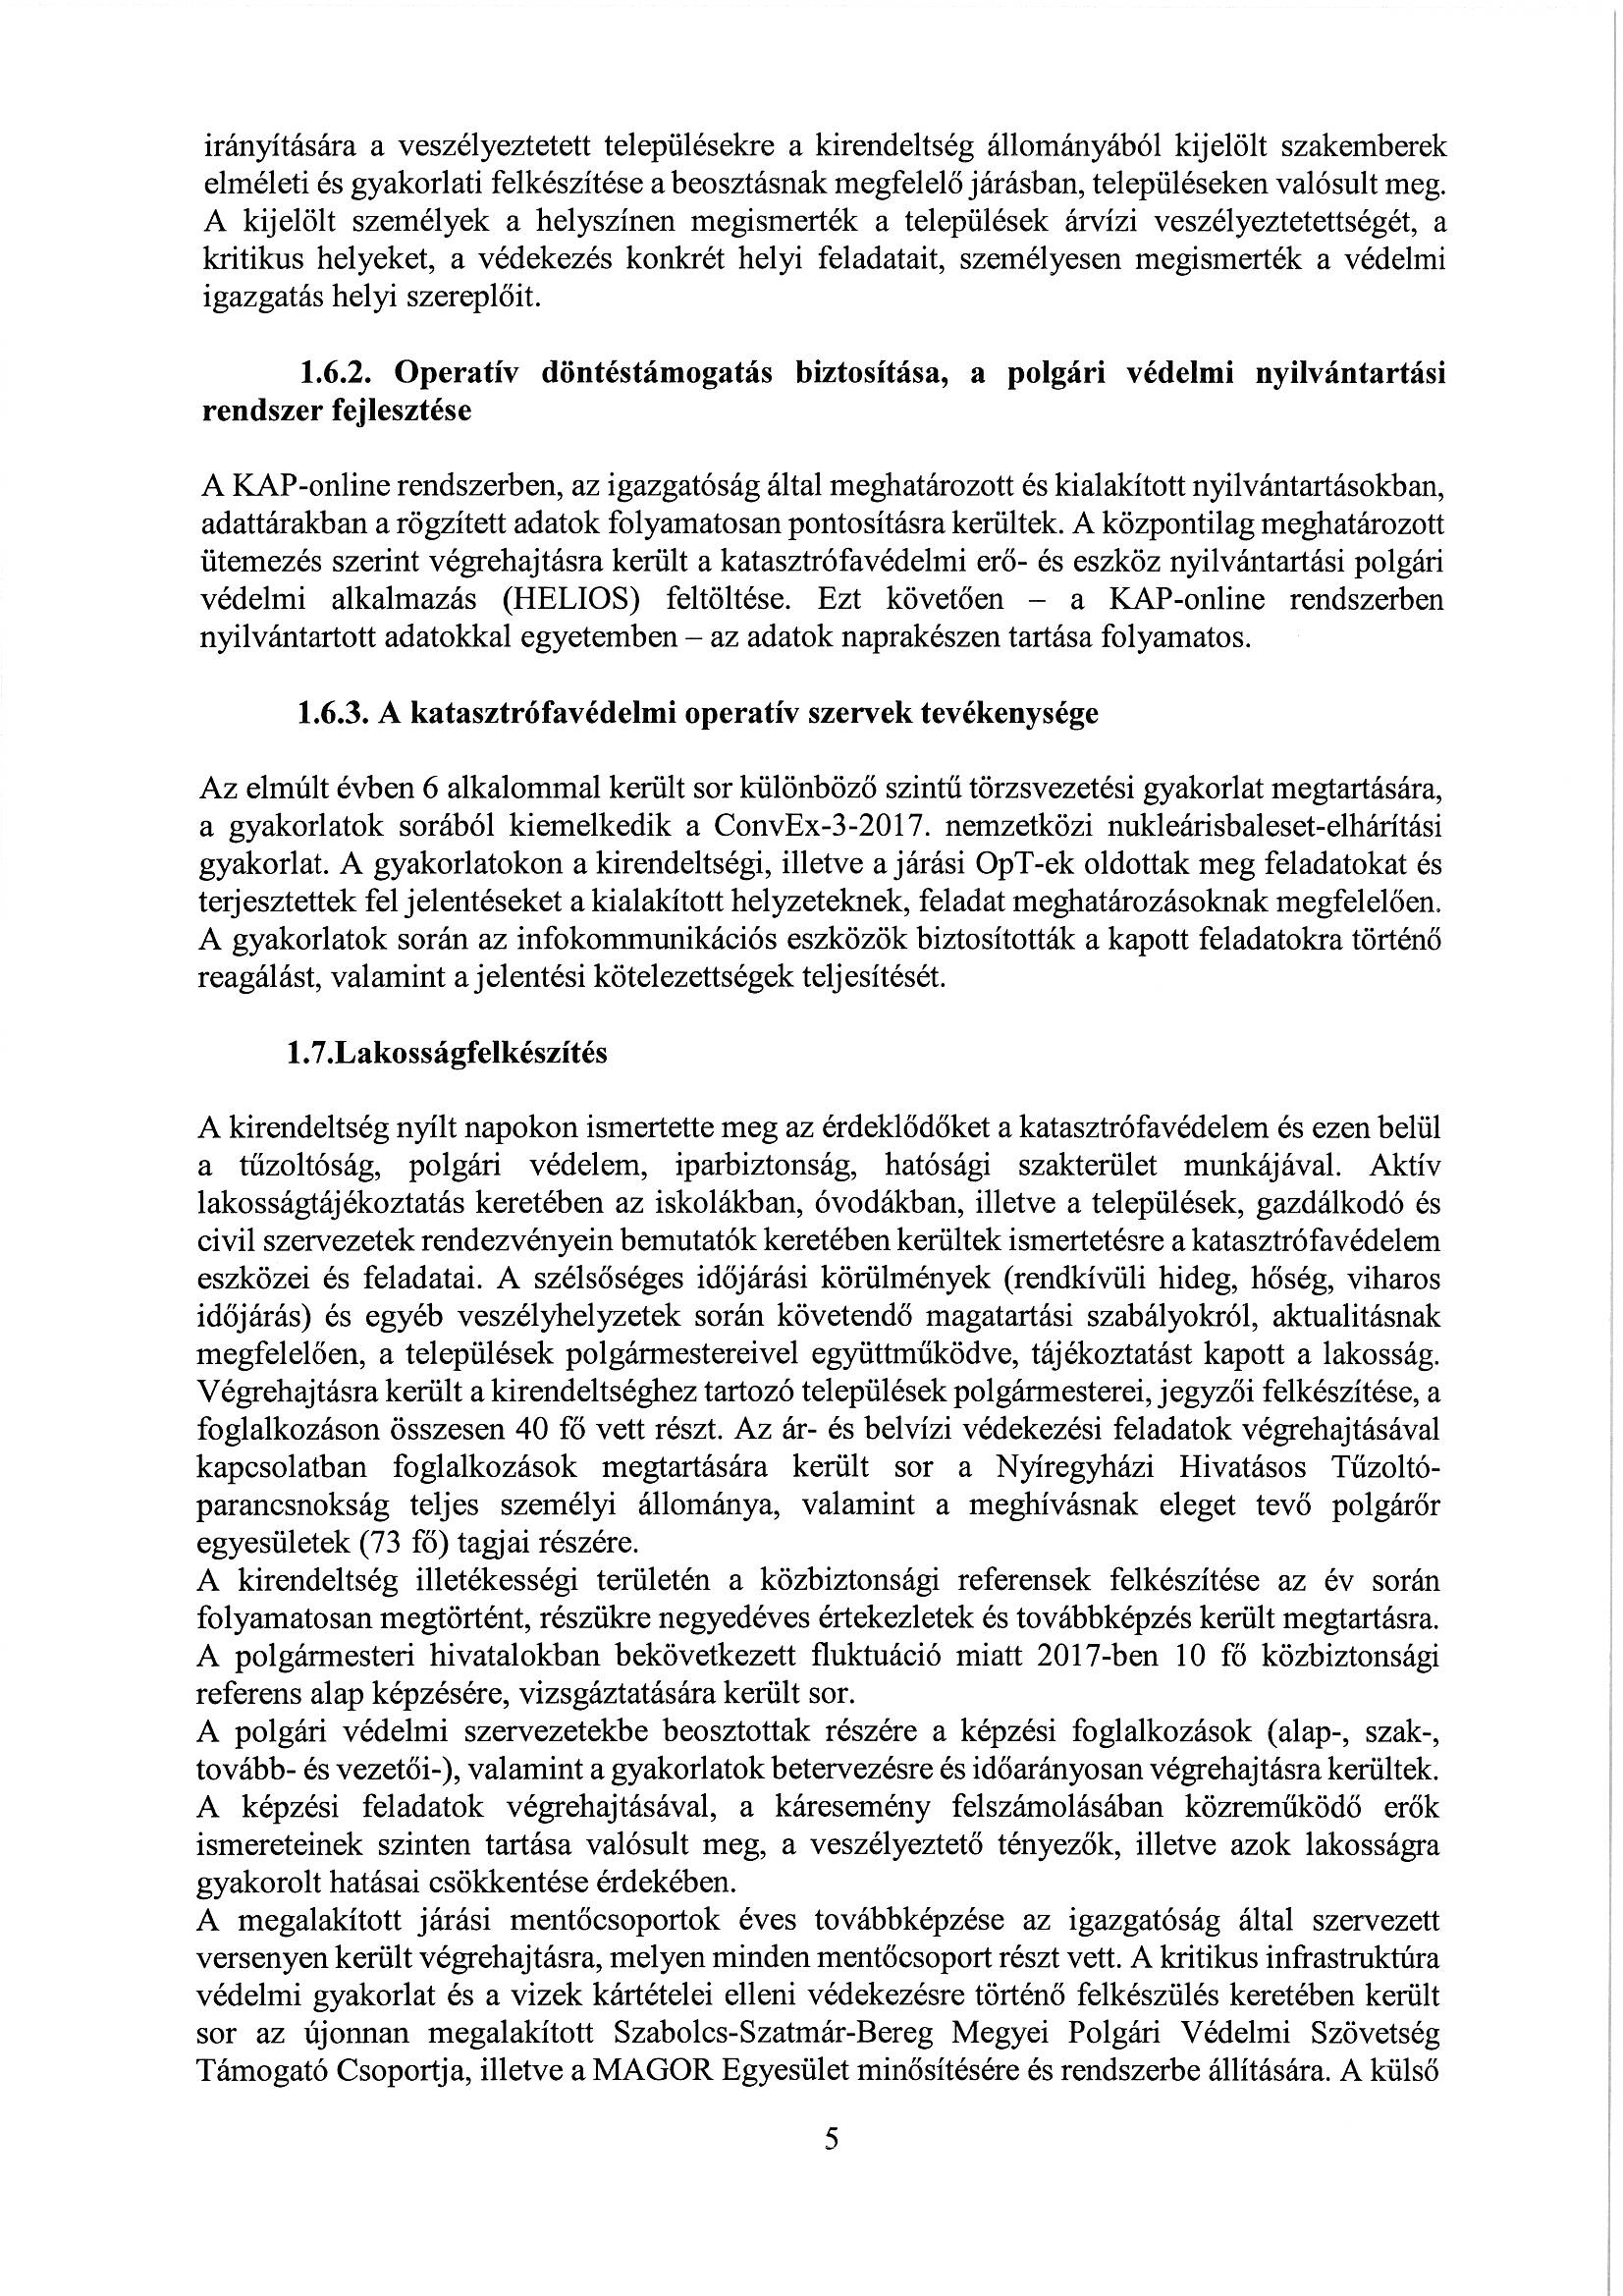 irányítására a veszélyeztetett településekre a kirendeltség állományából kijelölt szakemberek
elméleti és gyakorlati felkészítése a beosztásnak megfelelő járásban, településeken valósult meg.
A kijelölt személyek a helyszínen megismerték a települések árvízi veszélyeztetettségét, a
kritikus helyeket, a védekezés konkrét helyi feladatait, személyesen megismerték a védelmi
igazgatás helyi szereplőit.
1.6.2. Operatív döntéstámogatás biztosítása, a polgári védelmi nyilvántartási
rendszer fejlesztése
A KAP-online rendszerben, az igazgatóság által meghatározott és kialakított nyilvántartásokban,
adattárakban a rögzített adatok folyamatosan pontosításra kerültek. A központilag meghatározott
ütemezés szerint végrehajtásra került a katasztrófavédelmi erő- és eszköz nyilvántartási polgári
védelmi alkalmazás (HELIOS) feltöltése. Ezt követően – a KAP-online rendszerben
nyilvántartott adatokkal egyetemben – az adatok naprakészen tartása folyamatos.
1.6.3. A katasztrófavédelmi operatív szervek tevékenysége
Az elmúlt évben 6 alkalommal került sor különböző szintű törzsvezetési gyakorlat megtartására,
a gyakorlatok sorából kiemelkedik a ConvEx-3-2017. nemzetközi nukleárisbaleset-elhárítási
gyakorlat. A gyakorlatokon a kirendeltségi, illetve a járási OpT-ek oldottak meg feladatokat és
terjesztettek fel jelentéseket a kialakított helyzeteknek, feladat meghatározásoknak megfelelően.
A gyakorlatok során az infokommunikációs eszközök biztosították a kapott feladatokra történő
reagálást, valamint a jelentési kötelezettségek teljesítését.
1.7.Lakosságfelkészítés
A kirendeltség nyílt napokon ismertette meg az érdeklődőket a katasztrófavédelem és ezen belül
a tűzoltóság, polgári védelem, iparbiztonság, hatósági szakterület munkájával. Aktív
lakosságtájékoztatás keretében az iskolákban, óvodákban, illetve a települések, gazdálkodó és
civil szervezetek rendezvényein bemutatók keretében kerültek ismertetésre a katasztrófavédelem
eszközei és feladatai. A szélsőséges időjárási körülmények (rendkívüli hideg, hőség, viharos
időjárás) és egyéb veszélyhelyzetek során követendő magatartási szabályokról, aktualitásnak
megfelelően, a települések polgármestereivel együttműködve, tájékoztatást kapott a lakosság.
Végrehajtásra került a kirendeltséghez tartozó települések polgármesterei, jegyzői felkészítése, a
foglalkozáson összesen 40 fő vett részt. Az ár- és belvízi védekezési feladatok végrehajtásával
kapcsolatban foglalkozások megtartására került sor a Nyíregyházi Hivatásos Tűzoltó-
parancsnokság teljes személyi állománya, valamint a meghívásnak eleget tevő polgárőr
egyesületek (73 fő) tagjai részére.
A kirendeltség illetékességi területén a közbiztonsági referensek felkészítése az év során
folyamatosan megtörtént, részükre negyedéves értekezletek és továbbképzés került megtartásra.
A polgármesteri hivatalokban bekövetkezett fluktuáció miatt 2017-ben 10 fő közbiztonsági
referens alap képzésére, vizsgáztatására került sor.
A polgári védelmi szervezetekbe beosztottak részére a képzési foglalkozások (alap-, szak-,
tovább- és vezetői-), valamint a gyakorlatok betervezésre és időarányosan végrehajtásra kerültek.
A képzési feladatok végrehajtásával, a káresemény felszámolásában közreműködő erők
ismereteinek szinten tartása valósult meg, a veszélyeztető tényezők, illetve azok lakosságra
gyakorolt hatásai csökkentése érdekében.
A megalakított járási mentőcsoportok éves továbbképzése az igazgatóság által szervezett
versenyen került végrehajtásra, melyen minden mentőcsoport részt vett. A kritikus infrastruktúra
védelmi gyakorlat és a vizek kártételei elleni védekezésre történő felkészülés keretében került
sor az újonnan megalakított Szabolcs-Szatmár-Bereg Megyei Polgári Védelmi Szövetség
Támogató Csoportja, illetve a MAGOR Egyesület minősítésére és rendszerbe állítására. A külső
5